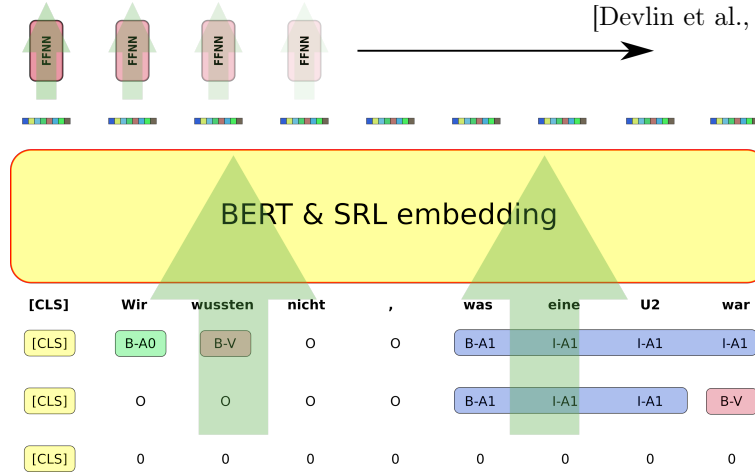 [Devlin et al.,
FFNN FFNN FFNN FFNN
BERT & SRL embedding
[CLS] Wir wussten nicht , was eine U2 war
[CLS] B-A0 B-V O O B-A1 I-A1 I-A1 I-A1
[CLS] O O O O B-A1 I-A1 I-A1 B-V
[CLS] 0 0 0 0 0 0 0 0